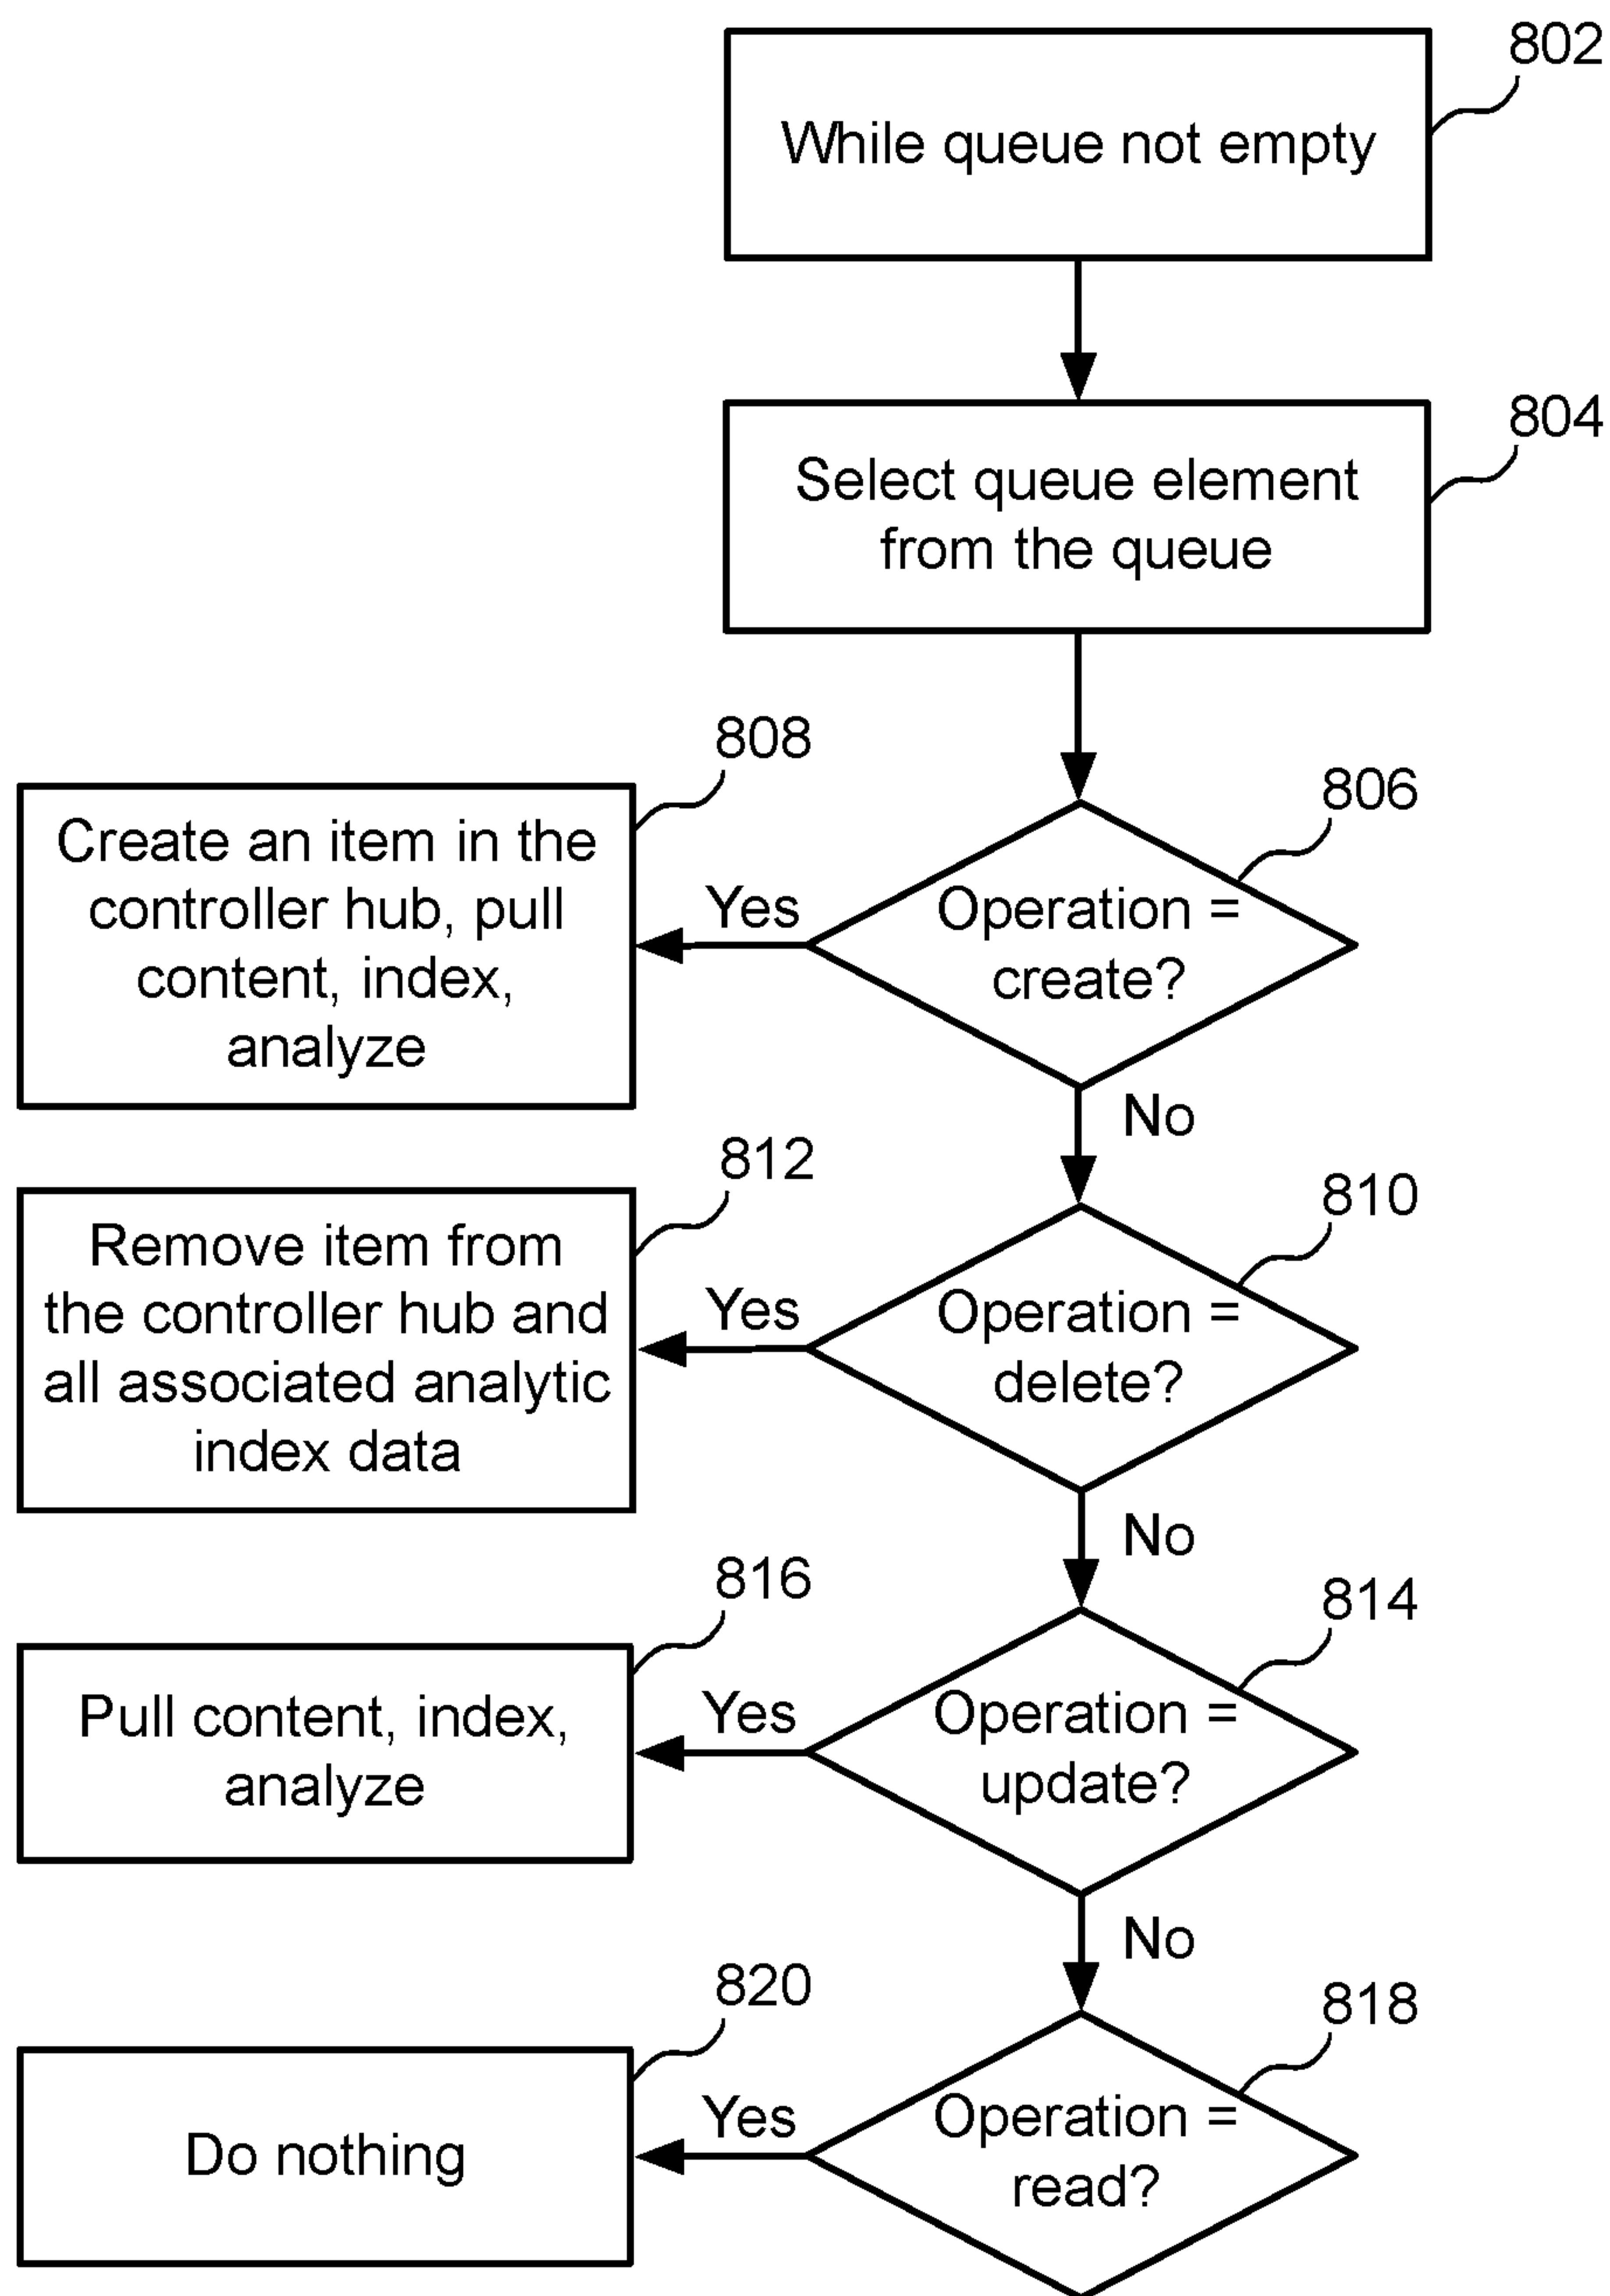 802
While queue not empty
804
Select queue element
from the queue
808
Create an item in the
controller hub, pull
content, index,
analyze
Yes
806
Operation =
create?
No
812
Remove item from
the controller hub and
all associated analytic
index data
Yes
810
Operation =
delete?
No
816
Pull content, index,
analyze
Yes
814
Operation =
update?
No
820
Do nothing
Yes
818
Operation =
read?